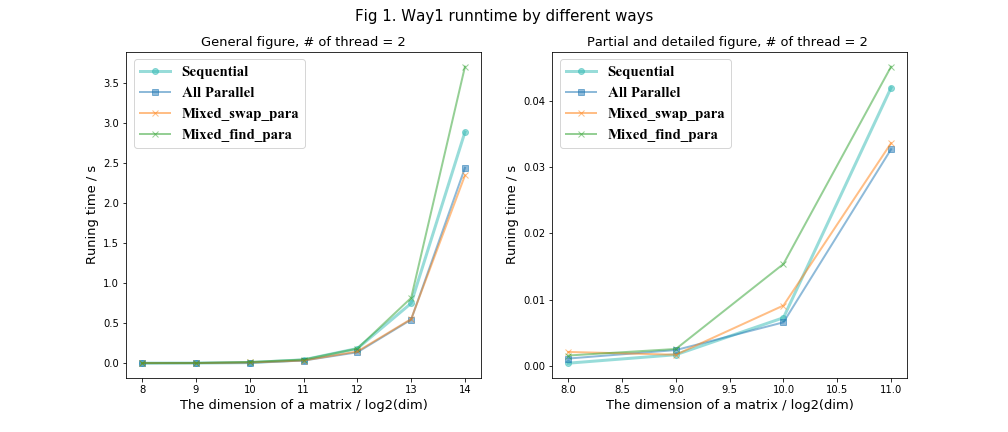 Fig 1. Way1 runntime by different ways
General figure, # of thread = 2
Sequential
All Parallel
Mixed_swap_para
Mixed_find_para
Runing time / s
3.5
3.0
2.5
2.0
1.5
1.0
0.5
0.0
8 9 10 11 12 13 14
The dimension of a matrix / log2(dim)
Partial and detailed figure, # of thread = 2
Sequential
All Parallel
Mixed_swap_para
Mixed_find_para
Runing time / s
0.04
0.03
0.02
0.01
0.00
8.0 8.5 9.0 9.5 10.0 10.5 11.0
The dimension of a matrix / log2(dim)